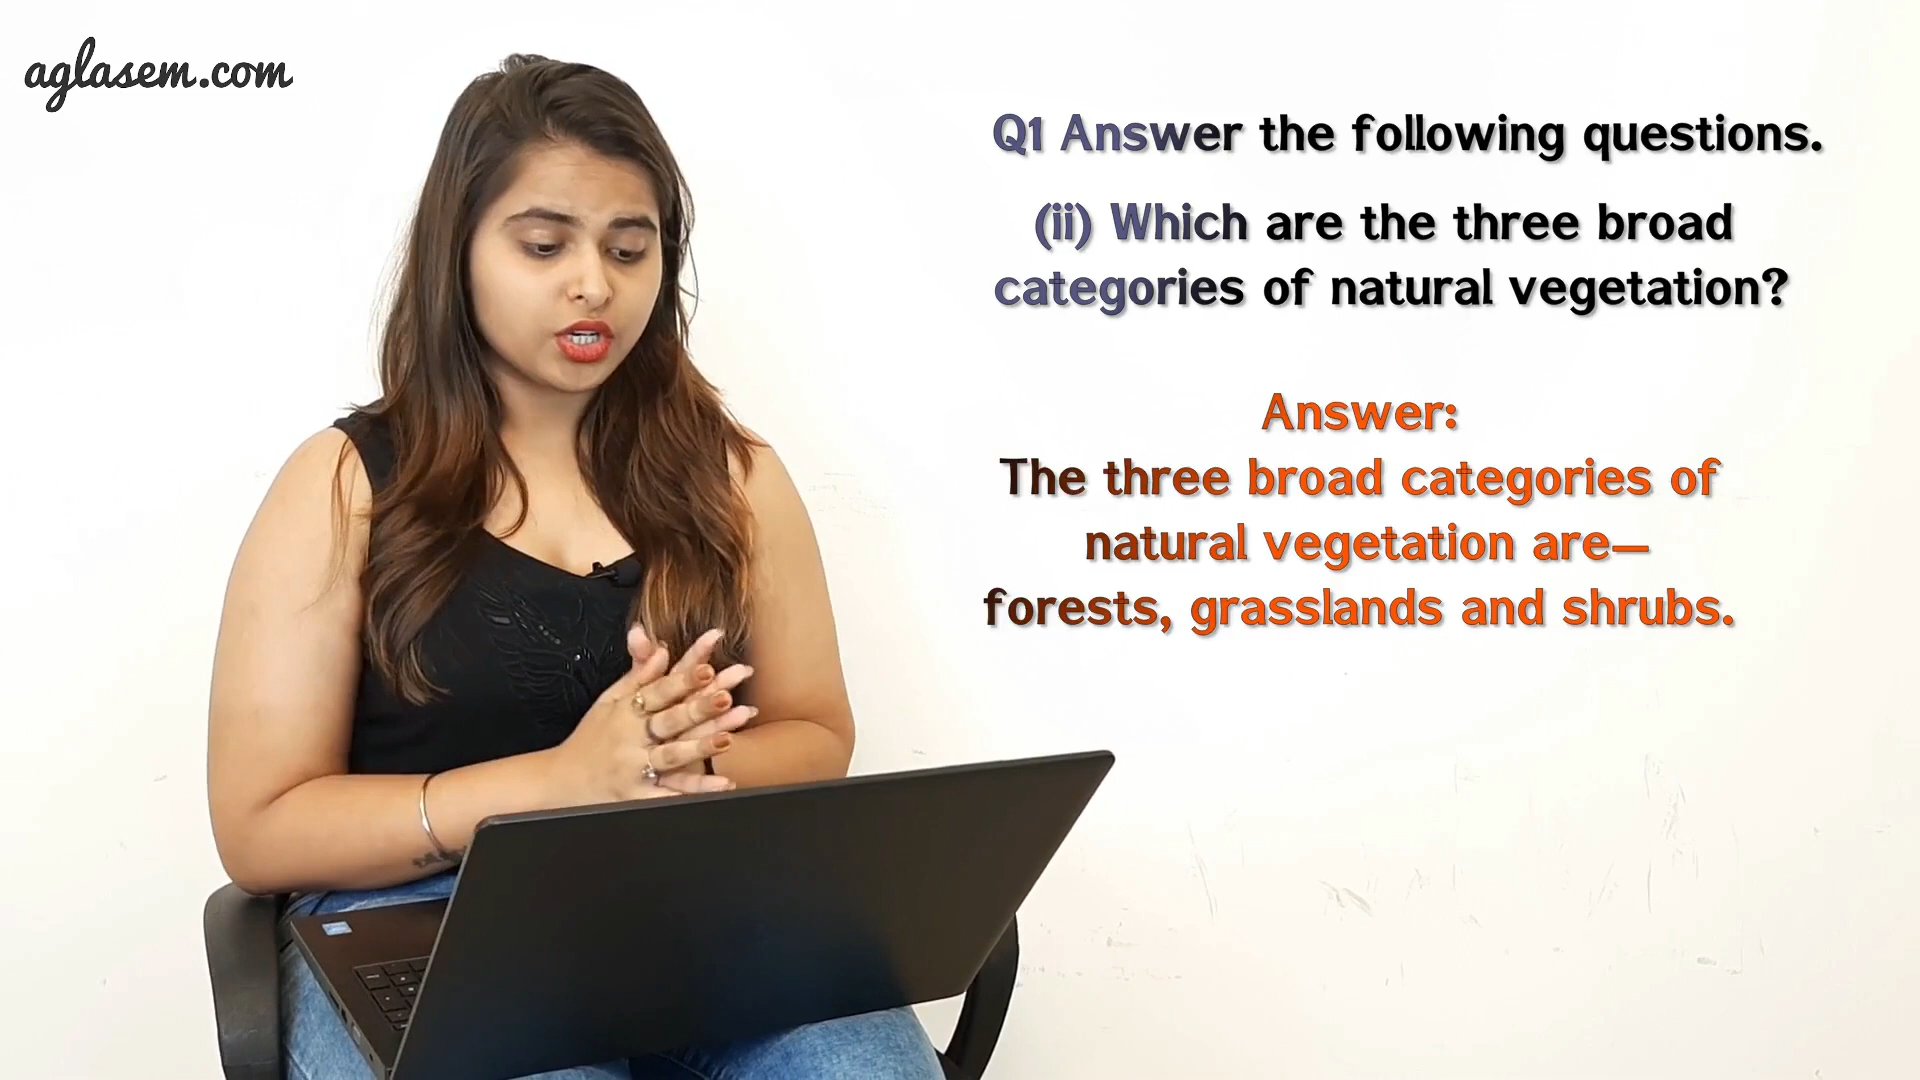 aglasem.com
Q1 Answer the following questions.
(ii) Which are the three broad
categories of natural vegetation?
Answer:
The three broad categories of
natural vegetation are—
forests, grasslands and shrubs.